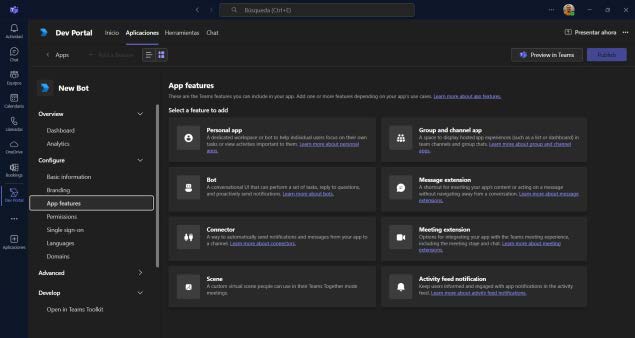 Búsqueda (Ctrl+E)
Dev Portal
Inicio
Aplicaciones
Herramientas
Chat
Presentar ahora
Actividad
Chat
Equipos
Calendario
Llamadas
OneDrive
Bookings
Dev Portal
Aplicaciones
Apps
Preview in Teams
Publish
New Bot
Overview
Dashboard
Analytics
Configure
Basic information
Branding
App features
Permissions
Single sign-on
Languages
Domains
Advanced
Develop
Open in Teams Toolkit
App features
These are the Teams features you can include in your app. Add one or more features depending on your app's use cases. Learn more about app features.
Select a feature to add
Personal app
A dedicated workspace or bot to help individual users focus on their own
tasks or view activities important to them. Learn more about personal
apps.
Group and channel app
A space to display hosted app experiences (such as a list or dashboard) in
team channels and group chats. Learn more about group and channel
apps.
Bot
A conversational UI that can perform a set of tasks, reply to questions,
and proactively send notifications. Learn more about bots.
Message extension
A shortcut for inserting your app's content or acting on a message
without navigating away from a conversation. Learn more about message
extensions.
Connector
A way to automatically send notifications and messages from your app to
a channel. Learn more about connectors.
Meeting extension
Options for integrating your app with the Teams meeting experience,
including the meeting stage and chat. Learn more about meeting
extensions.
Scene
A custom virtual scene people can use in their Teams Together mode
meetings.
Activity feed notification
Keep users informed and engaged with app notifications in the activity
feed. Learn more about activity feed notifications.